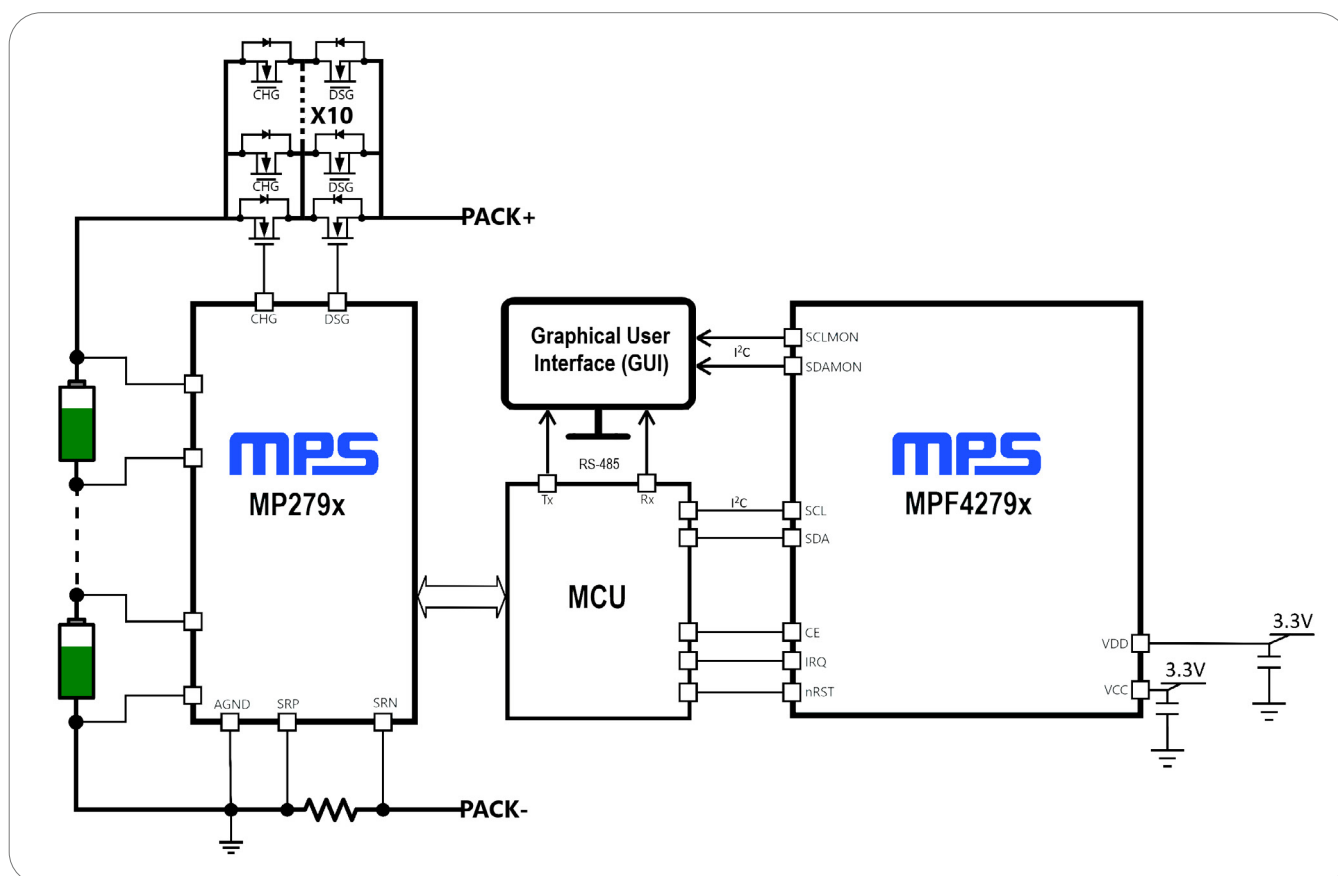 CHG
DSG
X10
CHG
DSG
PACK+
CHG
DSG
mPS
MP279x
AGND
SRP
SRN
PACK-
Graphical User
Interface (GUI)
RS-485
Tx
Rx
MCU
I²C
I²C
SCLMON
SDAMON
mPS
MPF4279x
SCL
SDA
CE
IRQ
nRST
VDD
VCC
3.3V
3.3V